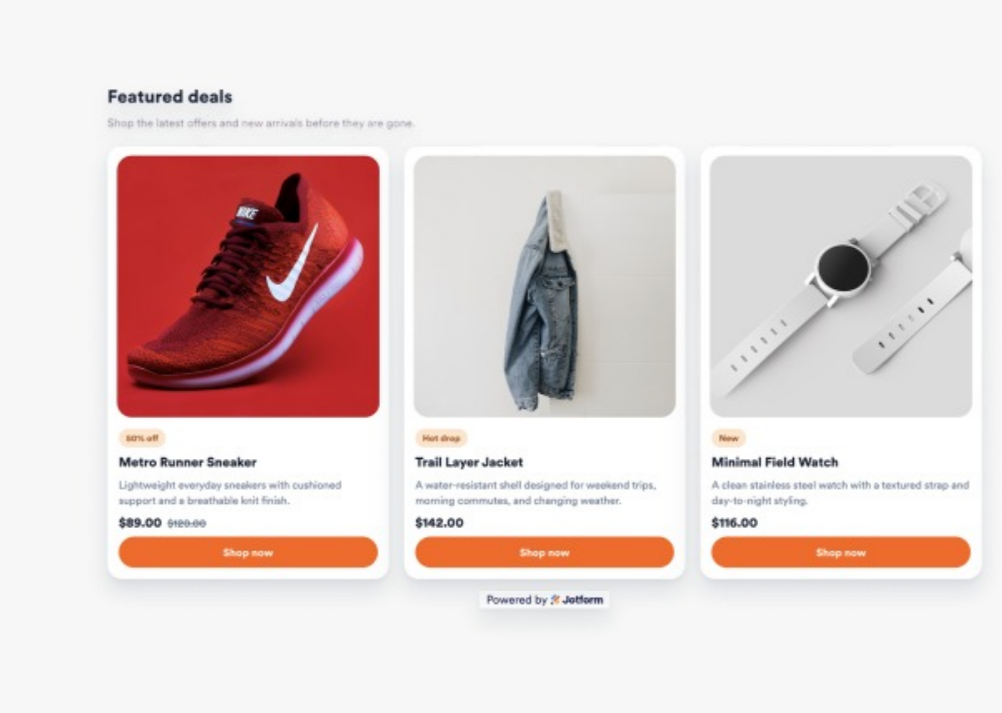 Featured deals
Shop the latest offers and new arrivals before they are gone.
NIKE
50% off
Metro Runner Sneaker
Lightweight everyday sneakers with cushioned
support and a breathable knit finish.
$89.00 $120.00
Shop now
Hot drop
Trail Layer Jacket
A water-resistant shell designed for weekend trips,
morning commutes, and changing weather.
$142.00
Shop now
New
Minimal Field Watch
A clean stainless steel watch with a textured strap and
day-to-night styling.
$116.00
Shop now
Powered by Jotform